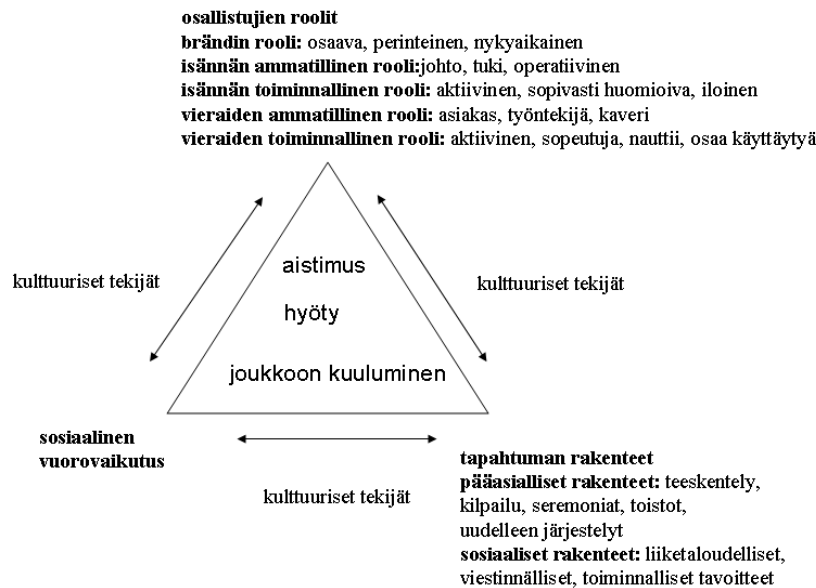 osallistujien roolit
brändin rooli: osaava, perinteinen, nykyaikainen
isännän ammatillinen rooli:johto, tuki, operatiivinen
isännän toiminnallinen rooli: aktiivinen, sopivasti huomioiva, iloinen
vieraiden ammatillinen rooli: asiakas, työntekijä, kaveri
vieraiden toiminnallinen rooli: aktiivinen, sopeutuja, nauttii, osaa käyttäytyä
kulttuuriset tekijät
aistimus
hyöty
joukkoon kuuluminen
kulttuuriset tekijät
sosiaalinen
vuorovaikutus
kulttuuriset tekijät
tapahtuman rakenteet
pääasialliset rakenteet: teeskentely,
kilpailu, seremoniat, toistot,
uudelleen järjestelyt
sosiaaliset rakenteet: liiketaloudelliset,
viestinnälliset, toiminnalliset tavoitteet